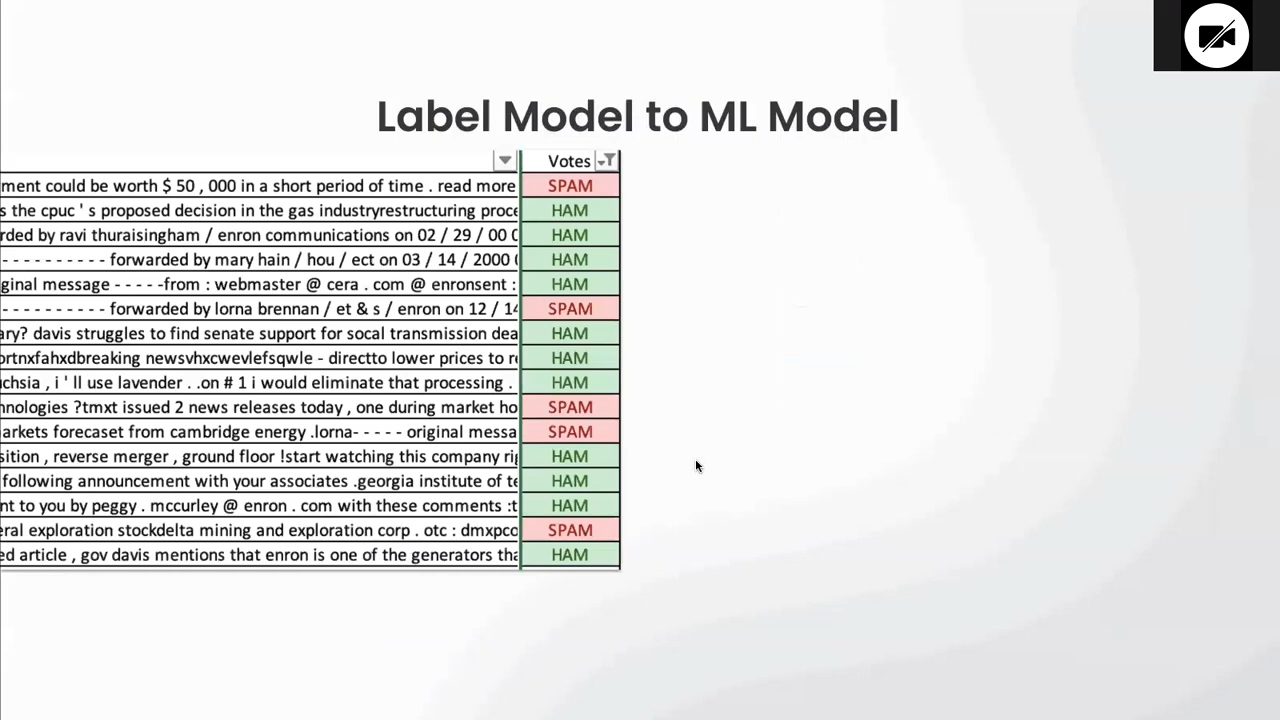 Label Model to ML Model
Votes
ment could be worth $ 50 , 000 in a short period of time . read more SPAM
s the cpuc ' s proposed decision in the gas industryrestructuring proce HAM
rded by ravi thuraisingham / enron communications on 02 / 29 / 00 0 HAM
- - - - - - - - - - forwarded by mary hain / hou / ect on 03 / 14 / 2000 HAM
ginal message - - - - -from : webmaster @ cera . com @ enronsent : HAM
- - - - - - - - - - forwarded by lorna brennan / et & s / enron on 12 / 14 SPAM
ary? davis struggles to find senate support for socal transmission dea HAM
ortnxfahxdbreaking newsvhxcwevlefsqwle - directto lower prices to re HAM
uchsia , i ' ll use lavender . .on # 1 i would eliminate that processing . HAM
hnologies ?tmxt issued 2 news releases today , one during market ho SPAM
arkets forecaset from cambridge energy .lorna- - - - - original messa SPAM
sition , reverse merger , ground floor !start watching this company rig HAM
following announcement with your associates .georgia institute of te HAM
nt to you by peggy . mccurley @ enron . com with these comments :t HAM
eral exploration stockdelta mining and exploration corp . otc : dmxpco SPAM
ed article , gov davis mentions that enron is one of the generators tha HAM